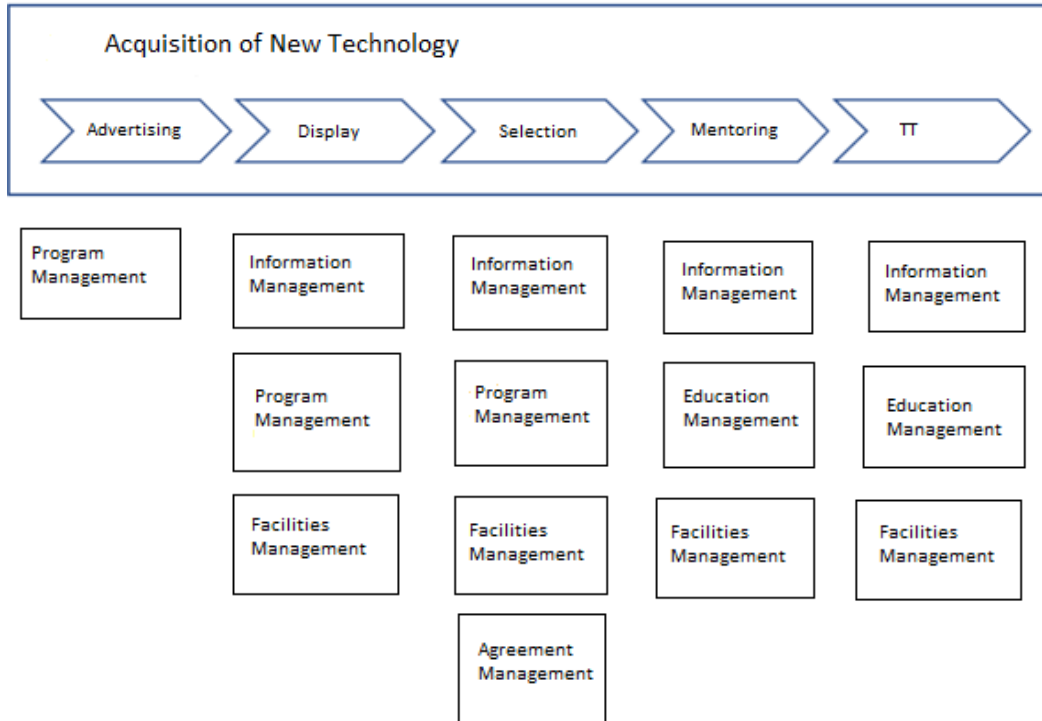 Acquisition of New Technology
Advertising
Display
Selection
Mentoring
TT
Program
Management
Information
Management
Information
Management
Information
Management
Information
Management
Program
Management
Program
Management
Education
Management
Education
Management
Facilities
Management
Facilities
Management
Facilities
Management
Facilities
Management
Agreement
Management